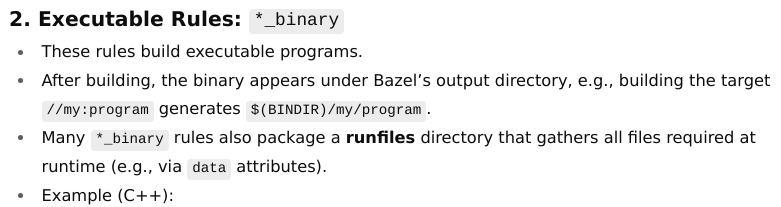 2. Executable Rules: *_binary
• These rules build executable programs.
• After building, the binary appears under Bazel’s output directory, e.g., building the target
//my:program generates $(BINDIR)/my/program.
• Many *_binary rules also package a runfiles directory that gathers all files required at
runtime (e.g., via data attributes).
• Example (C++):